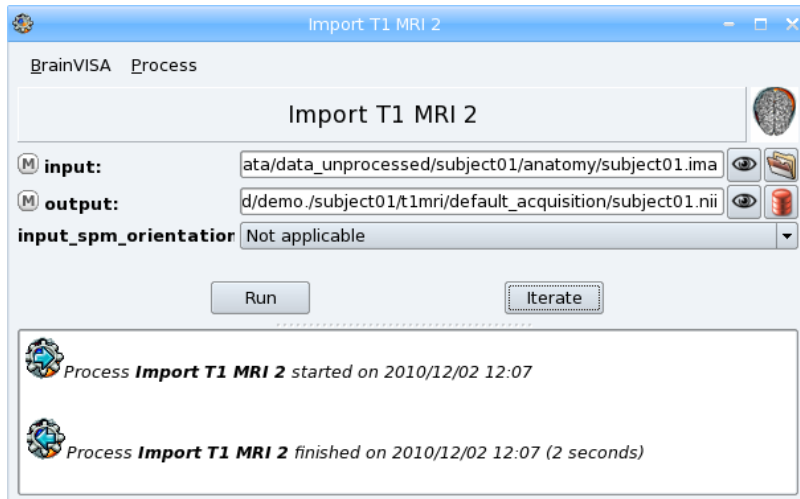 Import T1 MRI 2
BrainVISA Process
Import T1 MRI 2
M input: ata/data_unprocessed/subject01/anatomy/subject01.ima
M output: d/demo./subject01/t1mri/default_acquisition/subject01.nii
input_spm_orientation Not applicable
Run Iterate
Process Import T1 MRI 2 started on 2010/12/02 12:07
Process Import T1 MRI 2 finished on 2010/12/02 12:07 (2 seconds)